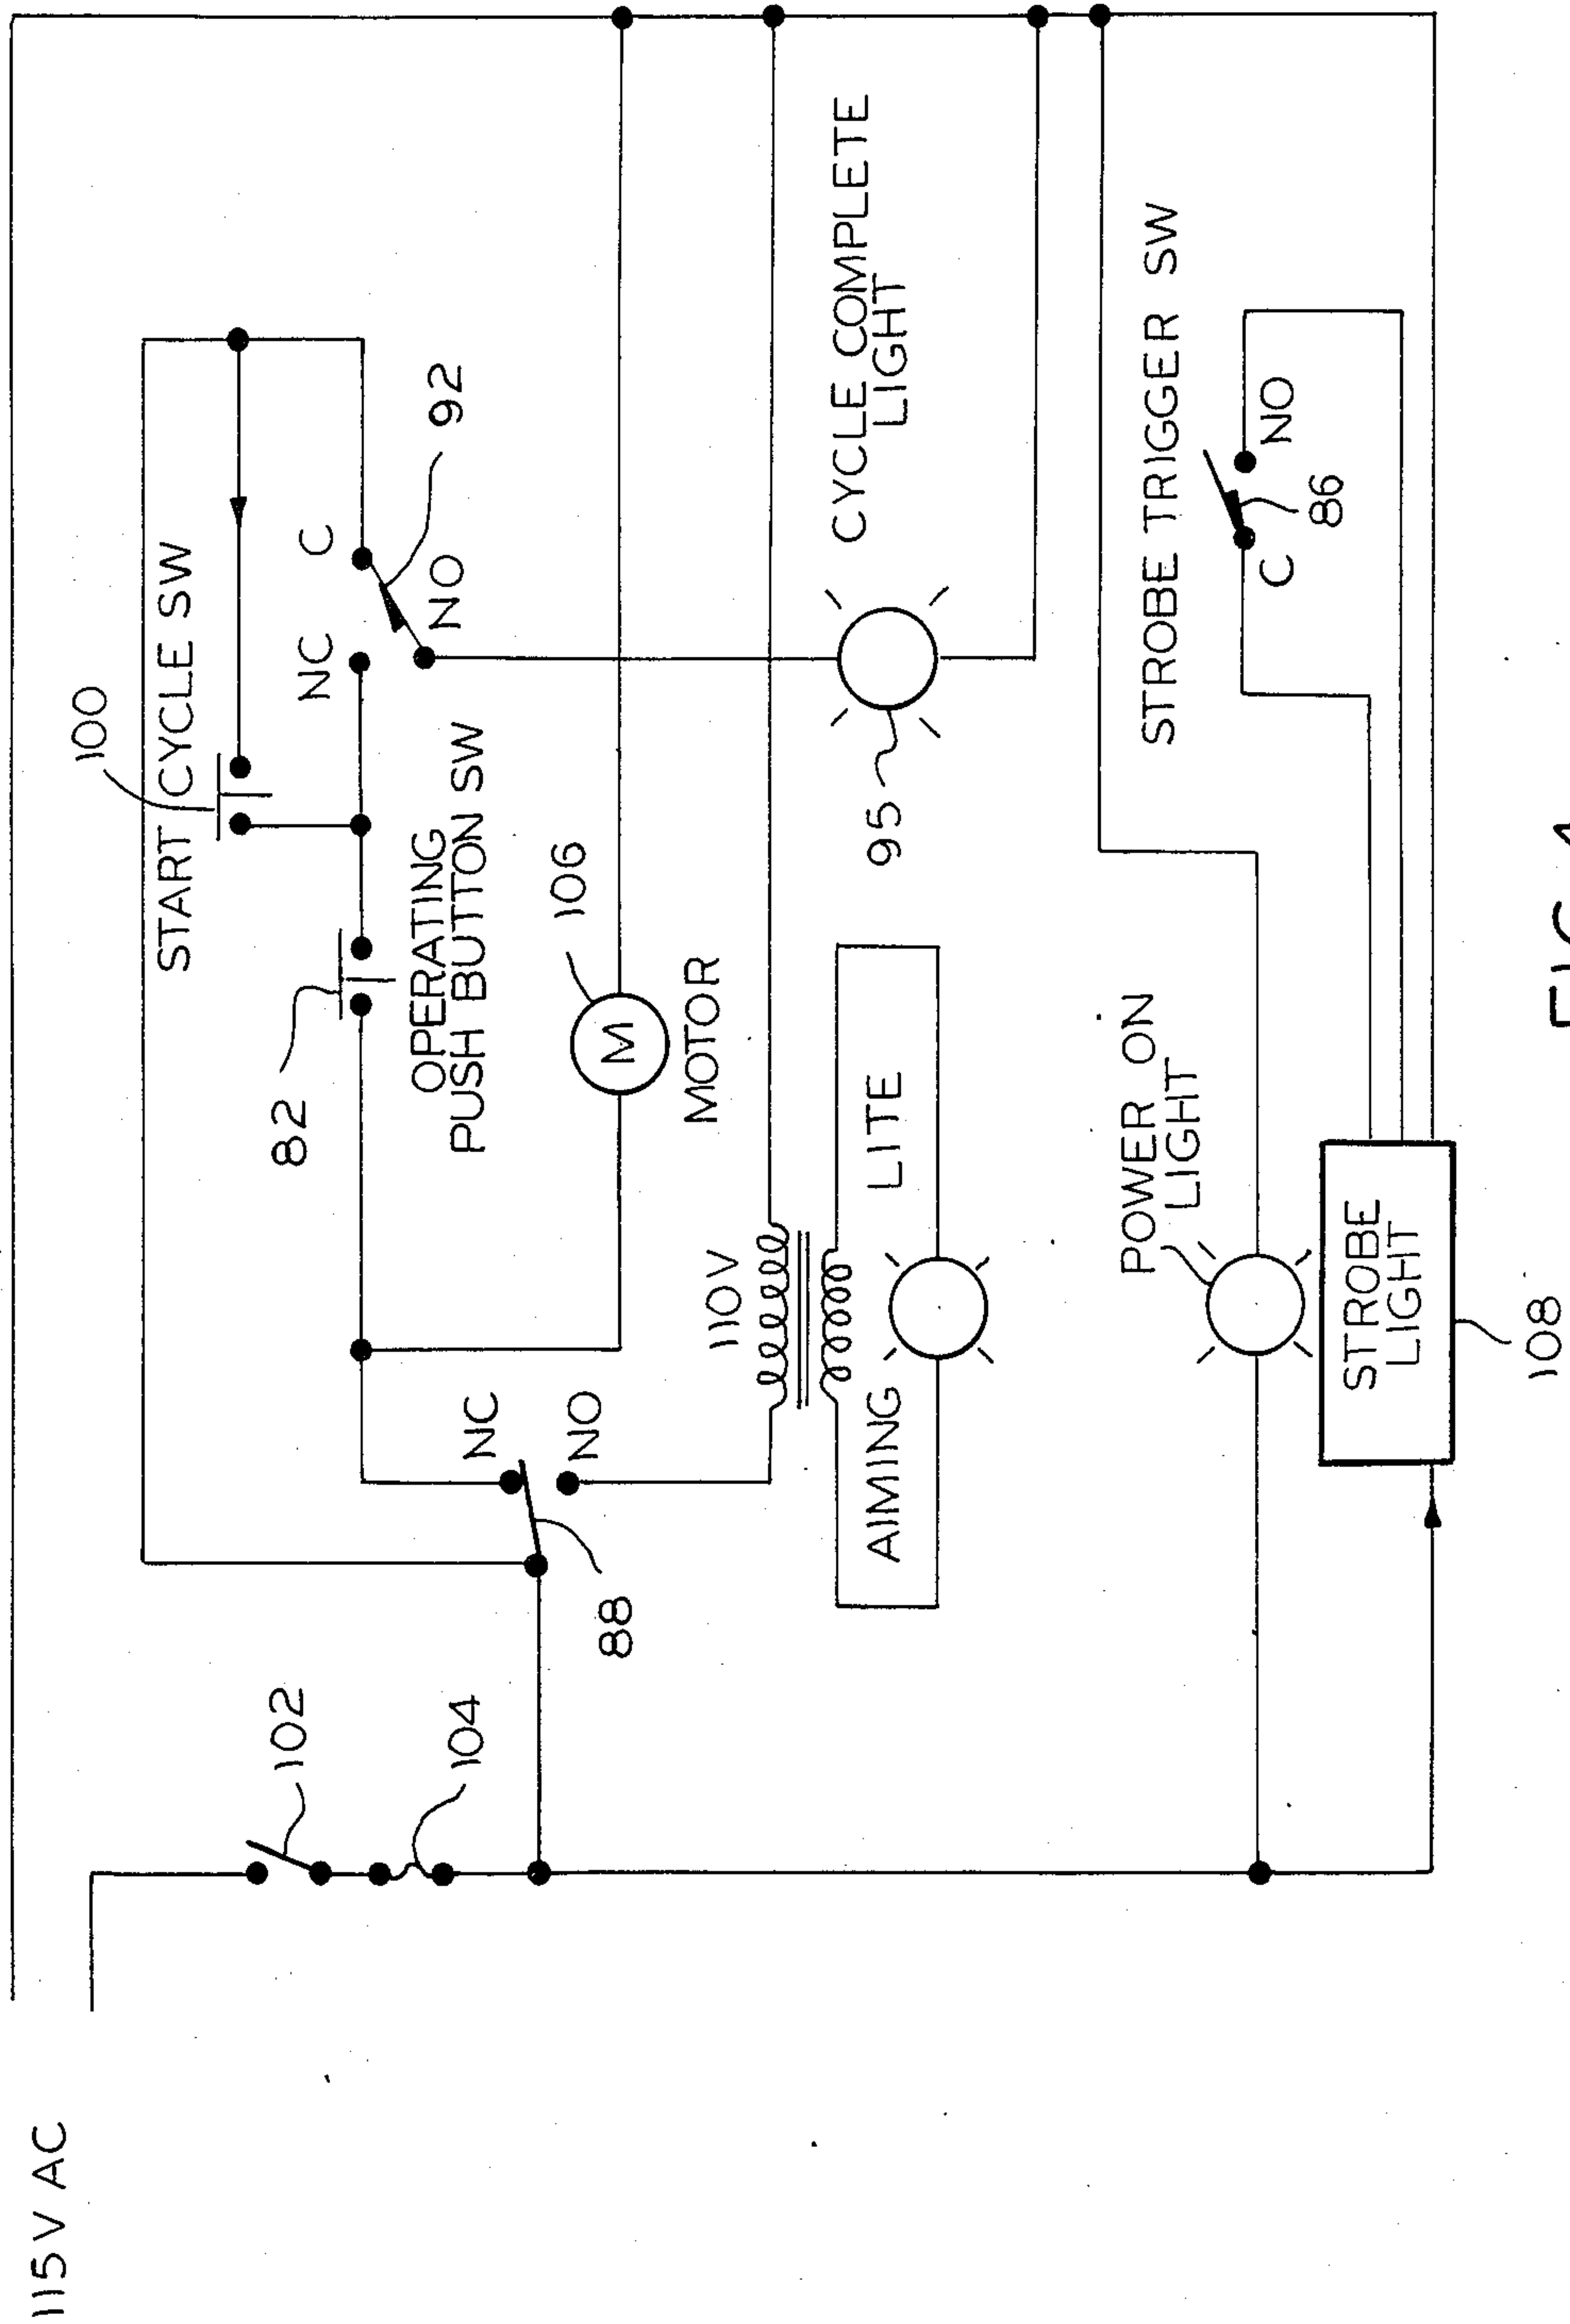 115V AC
102
104
88
NC
NO
100
START CYCLE SW
82
OPERATING
PUSH BUTTON SW
NC
C
NO
92
106
M
MOTOR
110V
AIMING LITE
95
CYCLE COMPLETE
LIGHT
POWER ON
LIGHT
STROBE TRIGGER SW
C
NO
86
STROBE
LIGHT
108